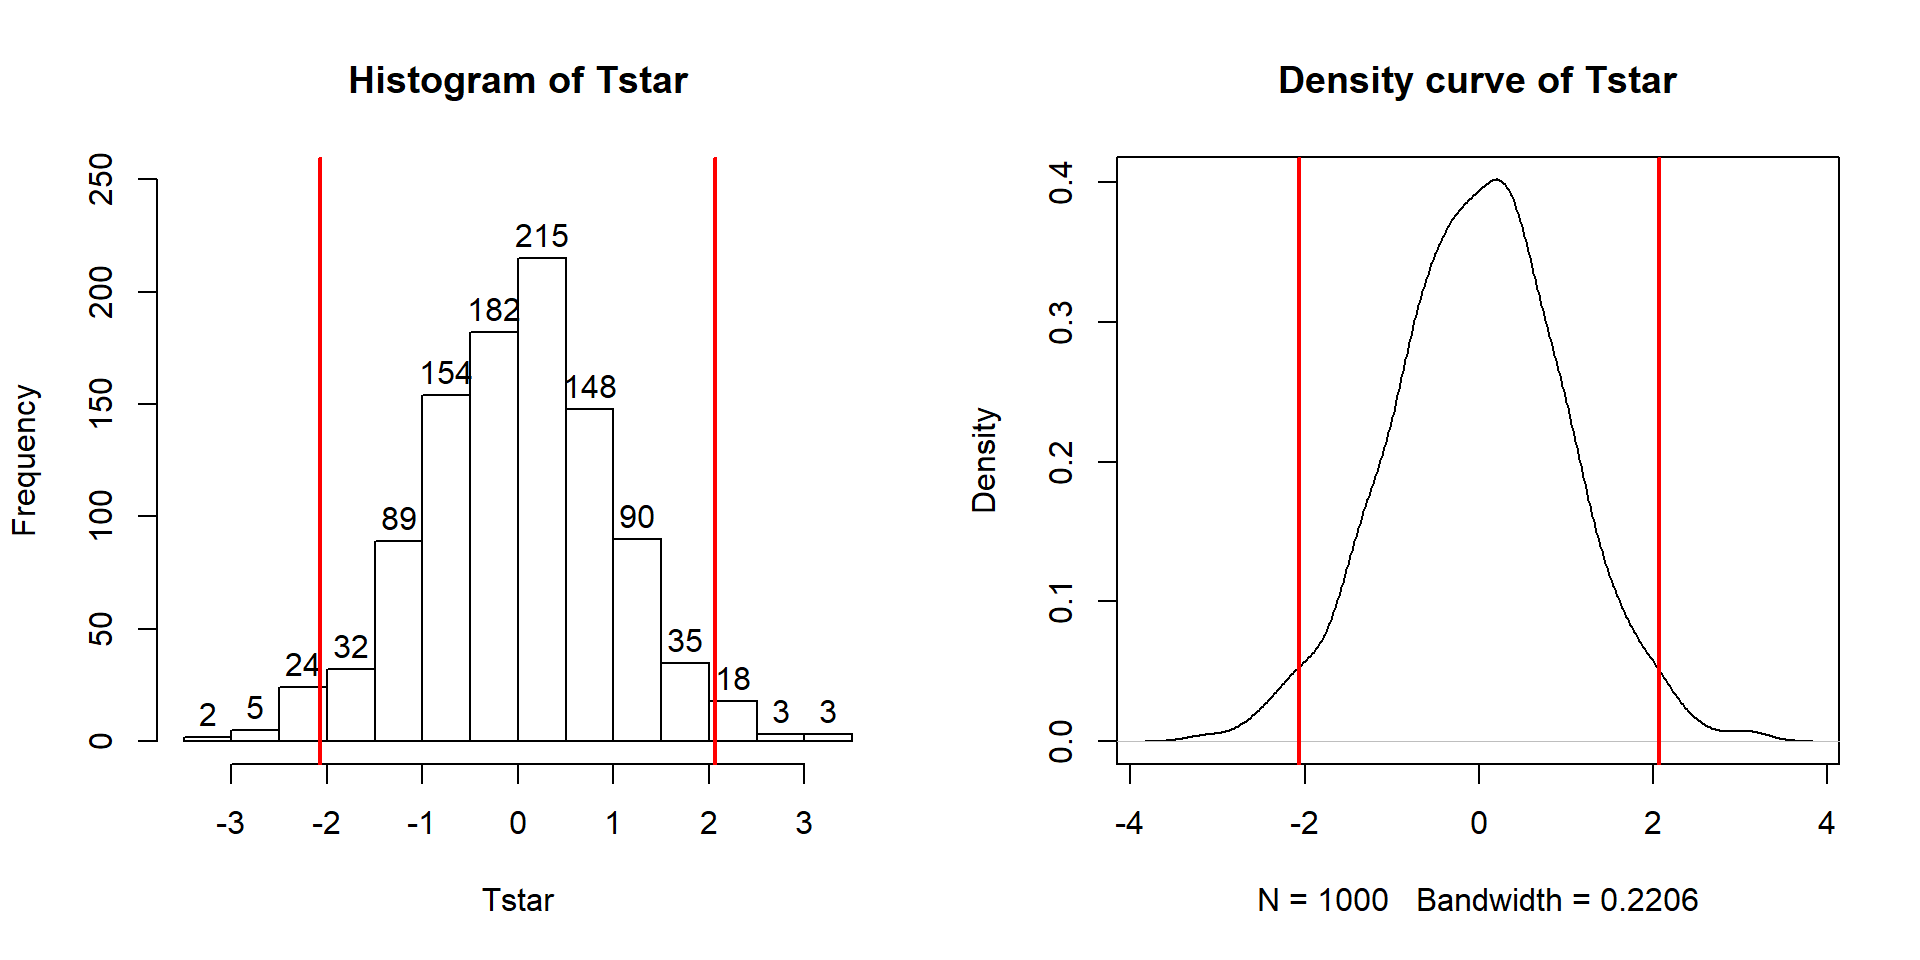 Histogram of Tstar
Frequency
0 50 100 150 200 250
2 5 24 32 89 154 182 215 148 90 35 18 3 3
-3 -2 -1 0 1 2 3
Tstar
Density curve of Tstar
Density
0.0 0.1 0.2 0.3 0.4
-4 -2 0 2 4
N = 1000 Bandwidth = 0.2206